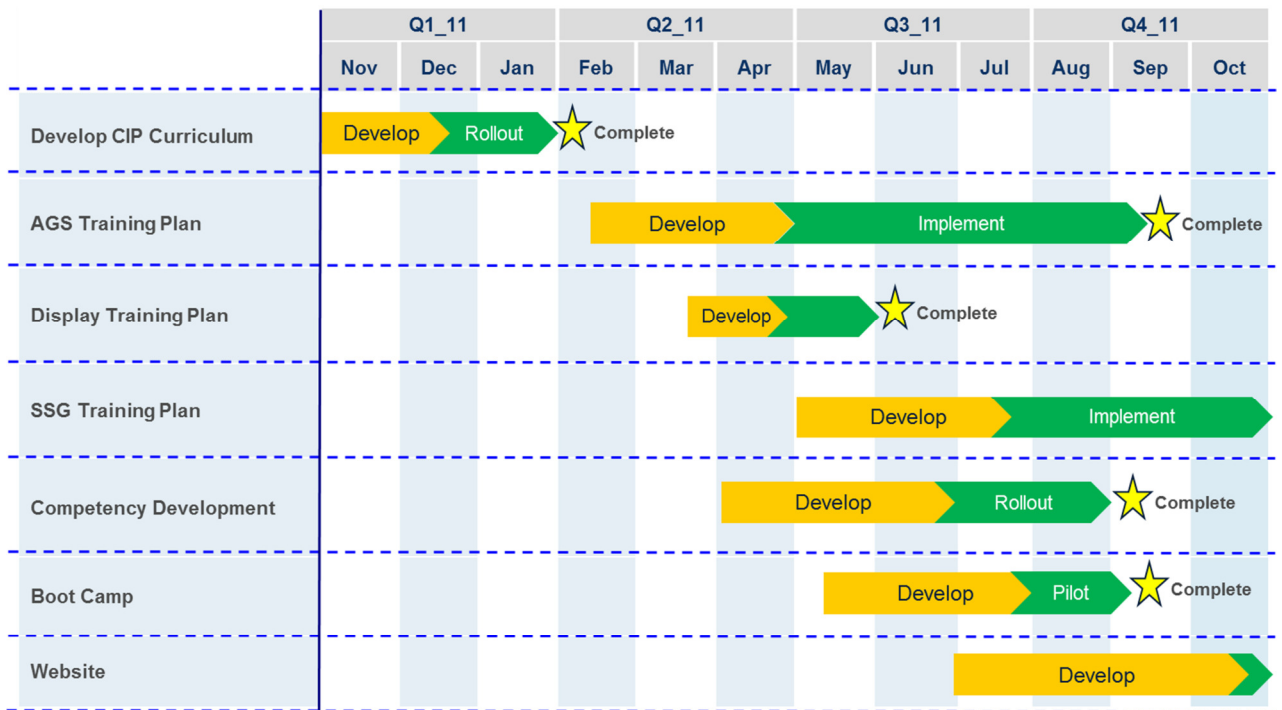 Q1_11 Q2_11 Q3_11 Q4_11
Nov Dec Jan Feb Mar Apr May Jun Jul Aug Sep Oct
Develop CIP Curriculum Develop Rollout Complete
AGS Training Plan Develop Implement Complete
Display Training Plan Develop Complete
SSG Training Plan Develop Implement
Competency Development Develop Rollout Complete
Boot Camp Develop Pilot Complete
Website Develop